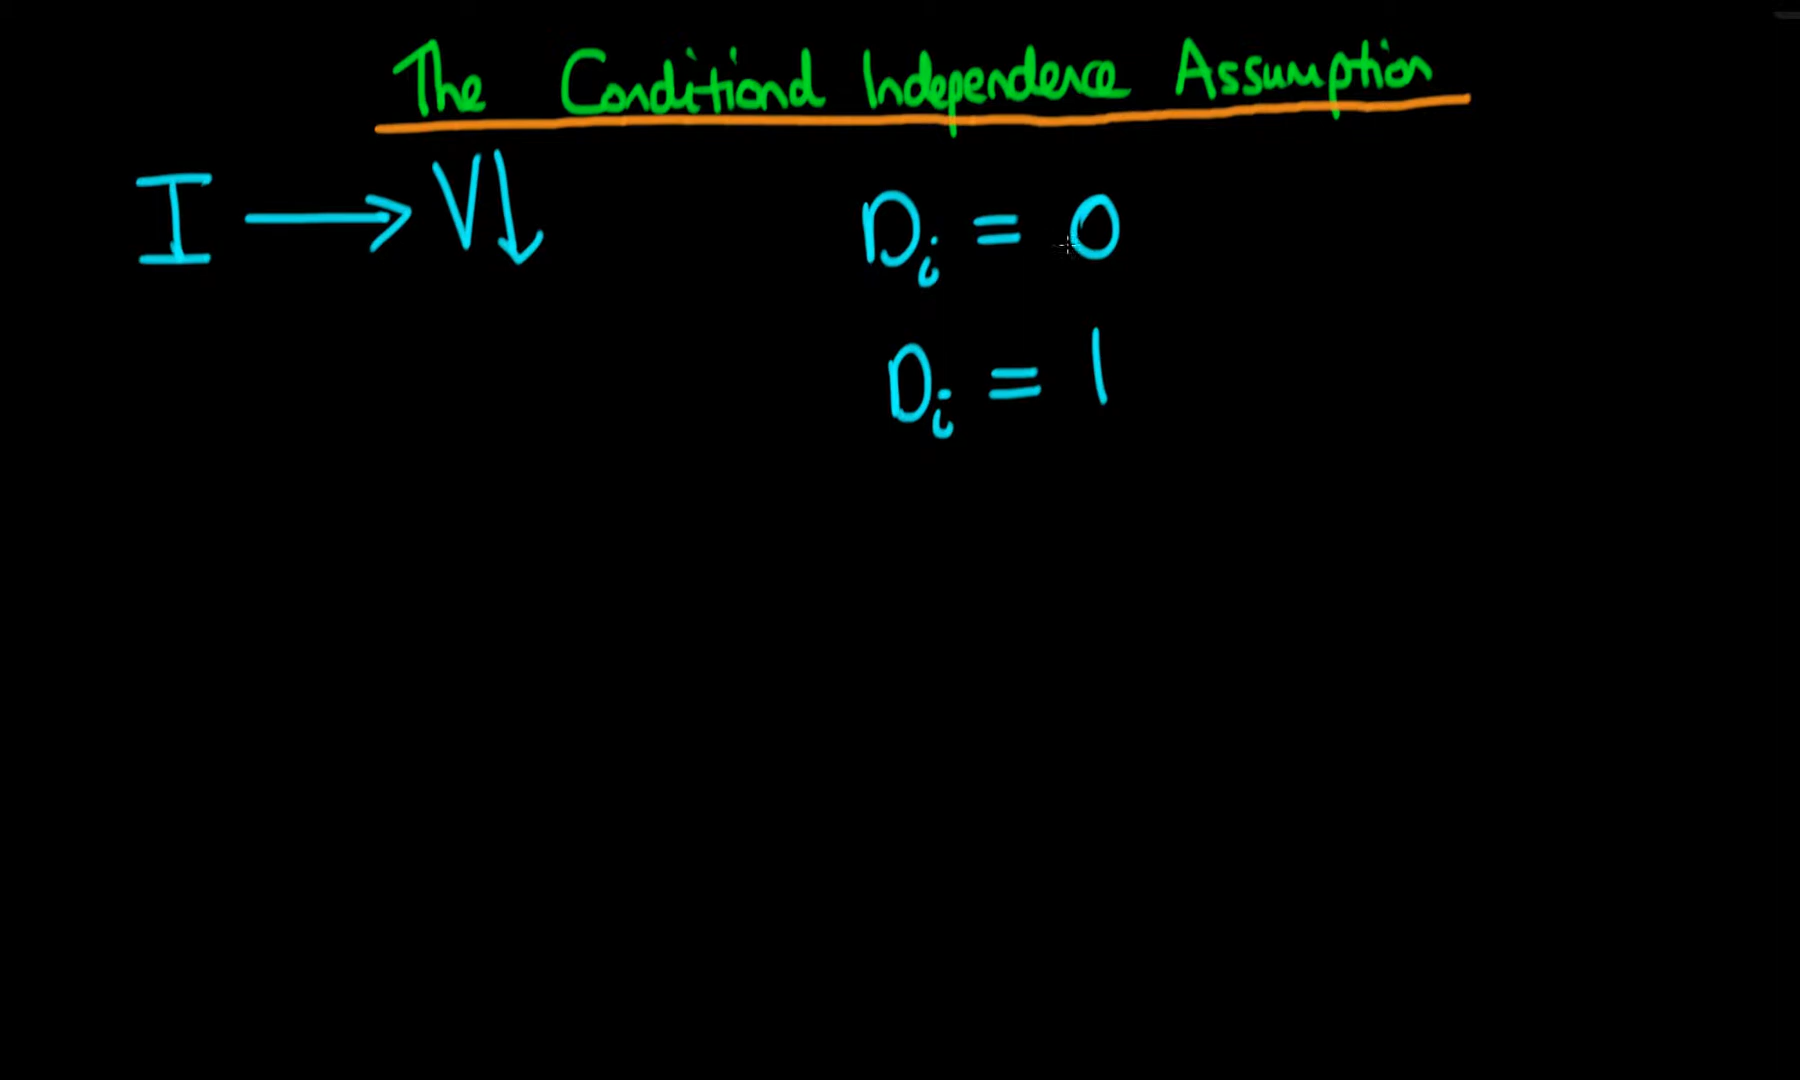 The Conditional Independence Assumption
I → V↓
Di = 0
Di = 1